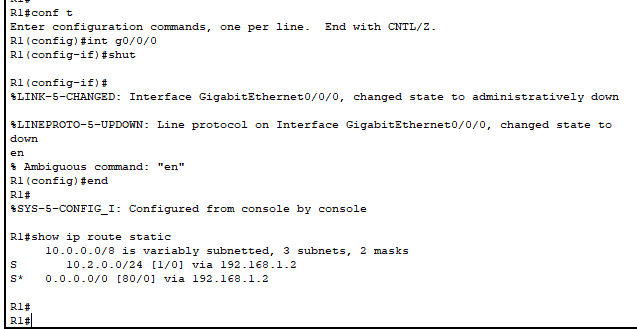 R1#
R1#conf t
Enter configuration commands, one per line.  End with CNTL/Z.
R1(config)#int g0/0/0
R1(config-if)#shut

R1(config-if)#
%LINK-5-CHANGED: Interface GigabitEthernet0/0/0, changed state to administratively down

%LINEPROTO-5-UPDOWN: Line protocol on Interface GigabitEthernet0/0/0, changed state to
down
en
% Ambiguous command: "en"
R1(config)#end
R1#
%SYS-5-CONFIG_I: Configured from console by console

R1#show ip route static
     10.0.0.0/8 is variably subnetted, 3 subnets, 2 masks
S       10.2.0.0/24 [1/0] via 192.168.1.2
S*   0.0.0.0/0 [80/0] via 192.168.1.2

R1#
R1#